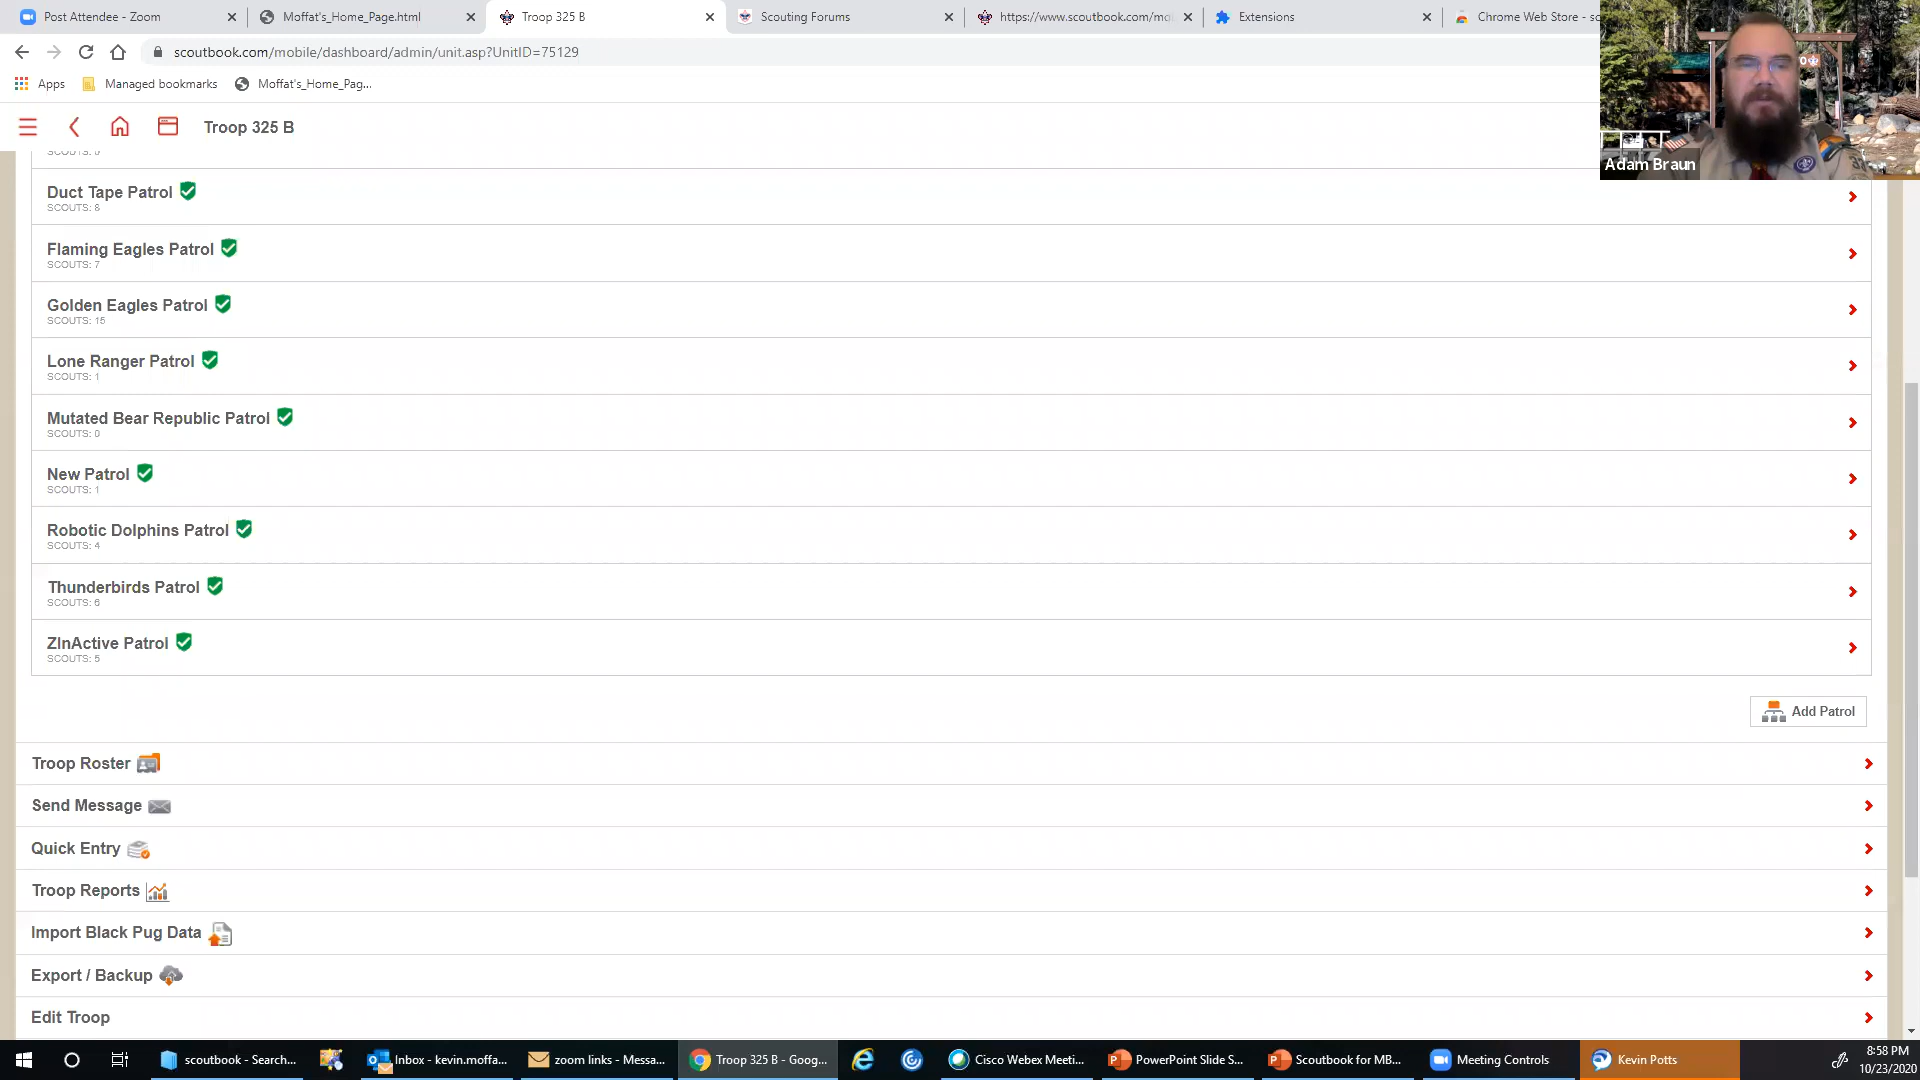 Post Attendee - Zoom
Moffat's_Home_Page.html
Troop 325 B
Scouting Forums
https://www.scoutbook.com/mo
Extensions
Chrome Web Store - sc
scoutbook.com/mobile/dashboard/admin/unit.asp?UnitID=75129
Apps
Managed bookmarks
Moffat's_Home_Pag...
Troop 325 B
Adam Braun
Duct Tape Patrol
SCOUTS: 8
Flaming Eagles Patrol
SCOUTS: 7
Golden Eagles Patrol
SCOUTS: 15
Lone Ranger Patrol
SCOUTS: 1
Mutated Bear Republic Patrol
SCOUTS: 0
New Patrol
SCOUTS: 1
Robotic Dolphins Patrol
SCOUTS: 4
Thunderbirds Patrol
SCOUTS: 6
ZInActive Patrol
SCOUTS: 5
Add Patrol
Troop Roster
Send Message
Quick Entry
Troop Reports
Import Black Pug Data
Export / Backup
Edit Troop
scoutbook - Search...
Inbox - kevin.moffa...
zoom links - Messa...
Troop 325 B - Goog...
Cisco Webex Meeti...
PowerPoint Slide S...
Scoutbook for MB...
Meeting Controls
Kevin Potts
8:58 PM
10/23/2020